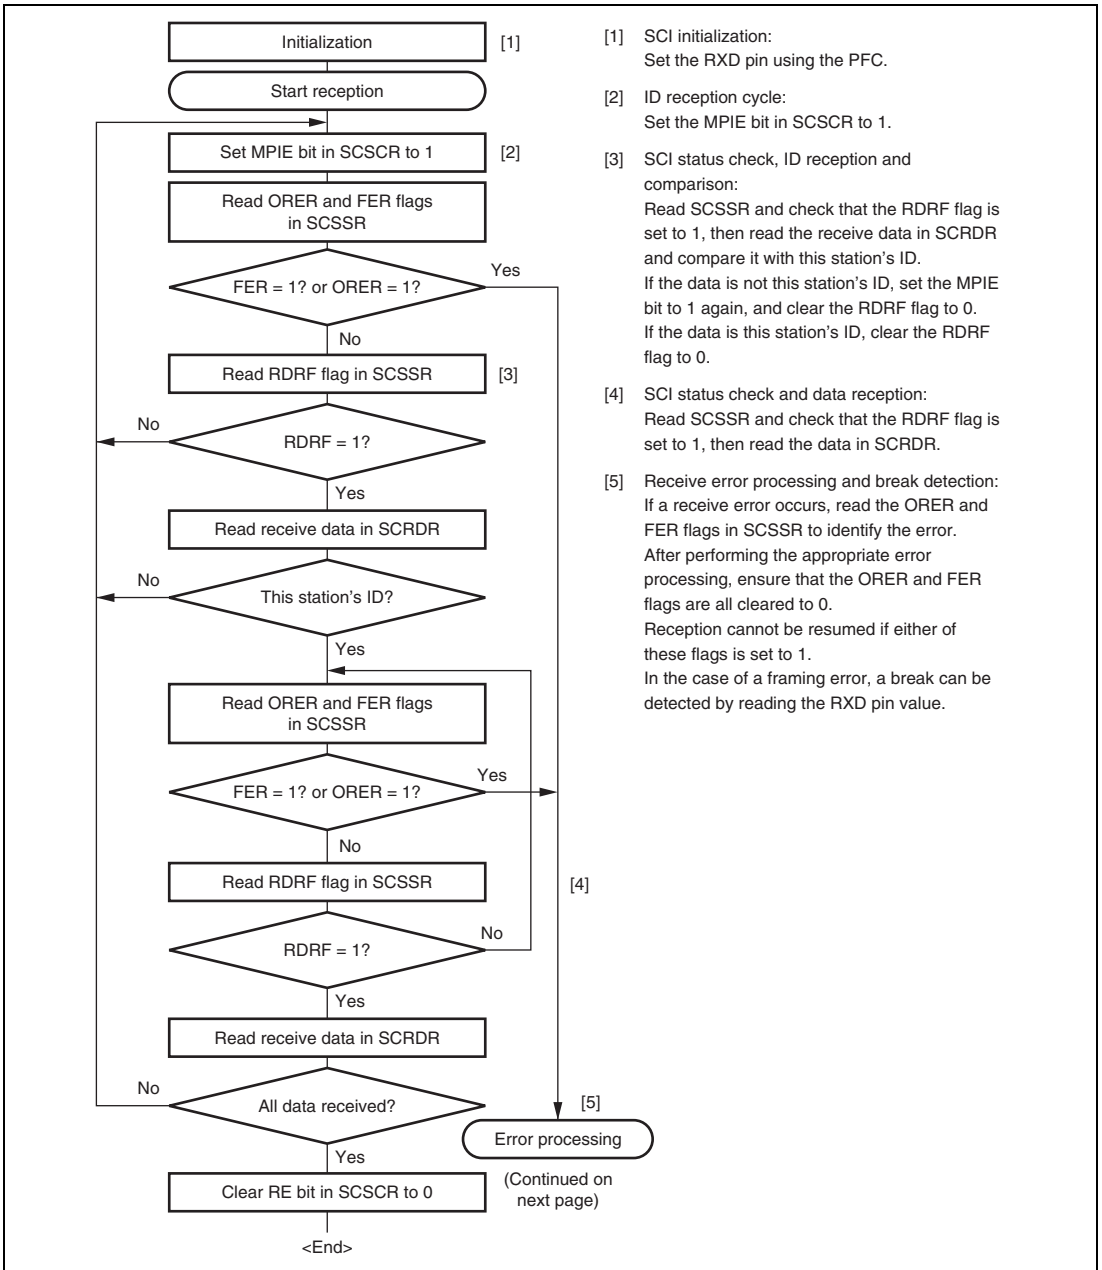 Initialization
[1]
Start reception
Set MPIE bit in SCSCR to 1
[2]
Read ORER and FER flags
in SCSSR
FER = 1? or ORER = 1?
Yes
No
Read RDRF flag in SCSSR
[3]
No
RDRF = 1?
Yes
Read receive data in SCRDR
No
This station's ID?
Yes
Read ORER and FER flags
in SCSSR
FER = 1? or ORER = 1?
Yes
No
Read RDRF flag in SCSSR
[4]
RDRF = 1?
No
Yes
Read receive data in SCRDR
No
All data received?
[5]
Error processing
Yes
(Continued on
next page)
Clear RE bit in SCSCR to 0
<End>
[1] SCI initialization:
Set the RXD pin using the PFC.
[2] ID reception cycle:
Set the MPIE bit in SCSCR to 1.
[3] SCI status check, ID reception and
comparison:
Read SCSSR and check that the RDRF flag is
set to 1, then read the receive data in SCRDR
and compare it with this station's ID.
If the data is not this station's ID, set the MPIE
bit to 1 again, and clear the RDRF flag to 0.
If the data is this station's ID, clear the RDRF
flag to 0.
[4] SCI status check and data reception:
Read SCSSR and check that the RDRF flag is
set to 1, then read the data in SCRDR.
[5] Receive error processing and break detection:
If a receive error occurs, read the ORER and
FER flags in SCSSR to identify the error.
After performing the appropriate error
processing, ensure that the ORER and FER
flags are all cleared to 0.
Reception cannot be resumed if either of
these flags is set to 1.
In the case of a framing error, a break can be
detected by reading the RXD pin value.